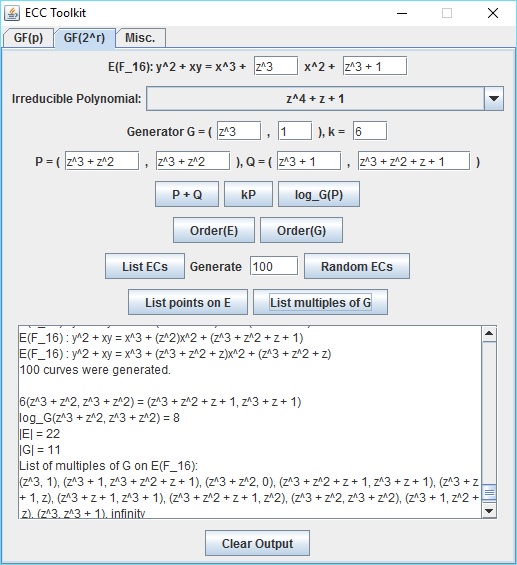 ECC Toolkit
GF(p) GF(2^r) Misc.
E(F_16): y^2 + xy = x^3 + z^3 x^2 + z^3 + 1
Irreducible Polynomial: z^4 + z + 1
Generator G = ( z^3 , 1 ), k = 6
P = ( z^3 + z^2 , z^3 + z^2 ), Q = ( z^3 + 1 , z^3 + z^2 + z + 1 )
P + Q kP log_G(P)
Order(E) Order(G)
List ECs Generate 100 Random ECs
List points on E List multiples of G
E(F_16) : y^2 + xy = x^3 + (z^2)x^2 + (z^3 + z^2 + z + 1)
E(F_16) : y^2 + xy = x^3 + (z^3 + z^2 + z)x^2 + (z^3 + z^2 + z)
100 curves were generated.
6(z^3 + z^2, z^3 + z^2) = (z^3 + z^2 + z + 1, z^3 + z + 1)
log_G(z^3 + z^2, z^3 + z^2) = 8
|E| = 22
|G| = 11
List of multiples of G on E(F_16):
(z^3, 1), (z^3 + 1, z^3 + z^2 + z + 1), (z^3 + z^2, 0), (z^3 + z^2 + z + 1, z^3 + z + 1), (z^3 + z
+ 1, z), (z^3 + z + 1, z^3 + 1), (z^3 + z^2 + z + 1, z^2), (z^3 + z^2, z^3 + z^2), (z^3 + 1, z^2 +
z), (z^3, z^3 + 1), infinity
Clear Output